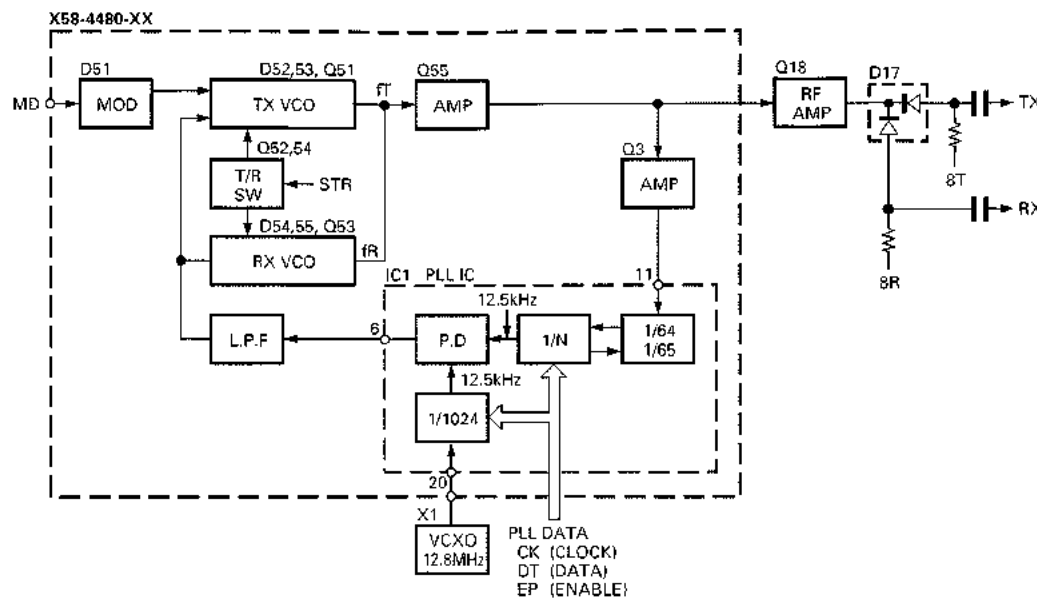 X58-4480-XX
D51
MD
MOD
D52,53, Q51
TX VCO
fT
Q55
AMP
Q18
RF
AMP
D17
TX
8T
RX
8R
Q52,54
T/R
SW
STR
D54,55, Q53
RX VCO
fR
Q3
AMP
11
IC1 PLL IC
12.5kHz
6
L.P.F
P.D
1/N
1/64
1/65
12.5kHz
1/1024
20
X1
VCXO
12.8MHz
PLL DATA
CK (CLOCK)
DT (DATA)
EP (ENABLE)